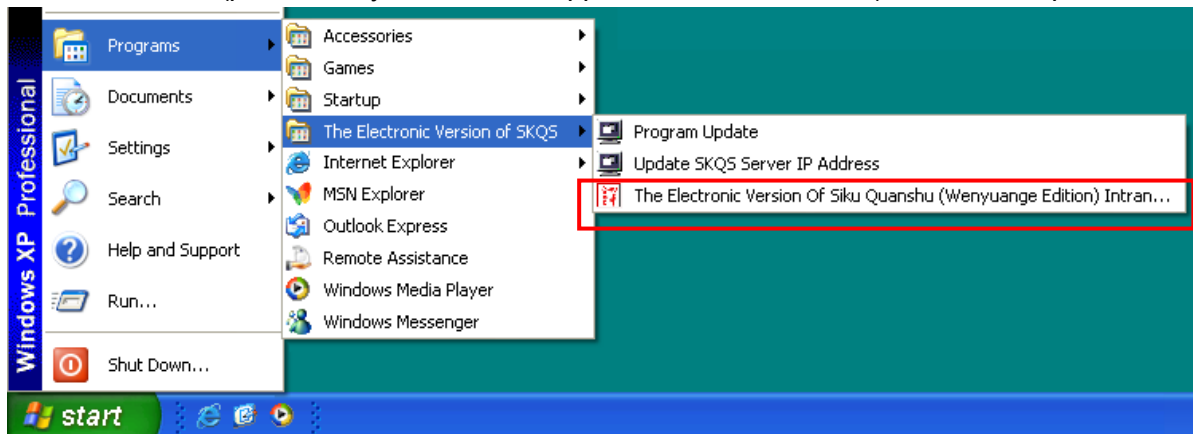 Windows XP Professional
Programs
Documents
Settings
Search
Help and Support
Run...
Shut Down...
Accessories
Games
Startup
The Electronic Version of SKQS
Internet Explorer
MSN Explorer
Outlook Express
Remote Assistance
Windows Media Player
Windows Messenger
Program Update
Update SKQS Server IP Address
The Electronic Version Of Siku Quanshu (Wenyuange Edition) Intran...
start